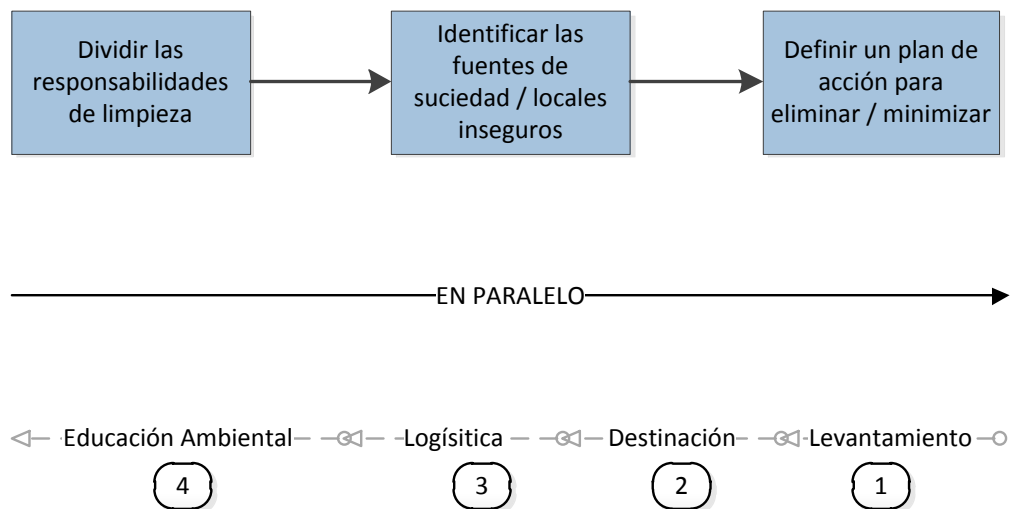 Dividir las
responsabilidades
de limpieza
Identificar las
fuentes de
suciedad / locales
inseguros
Definir un plan de
acción para
eliminar / minimizar
EN PARALELO
Educación Ambiental
Logísitica
Destinación
Levantamiento
4
3
2
1